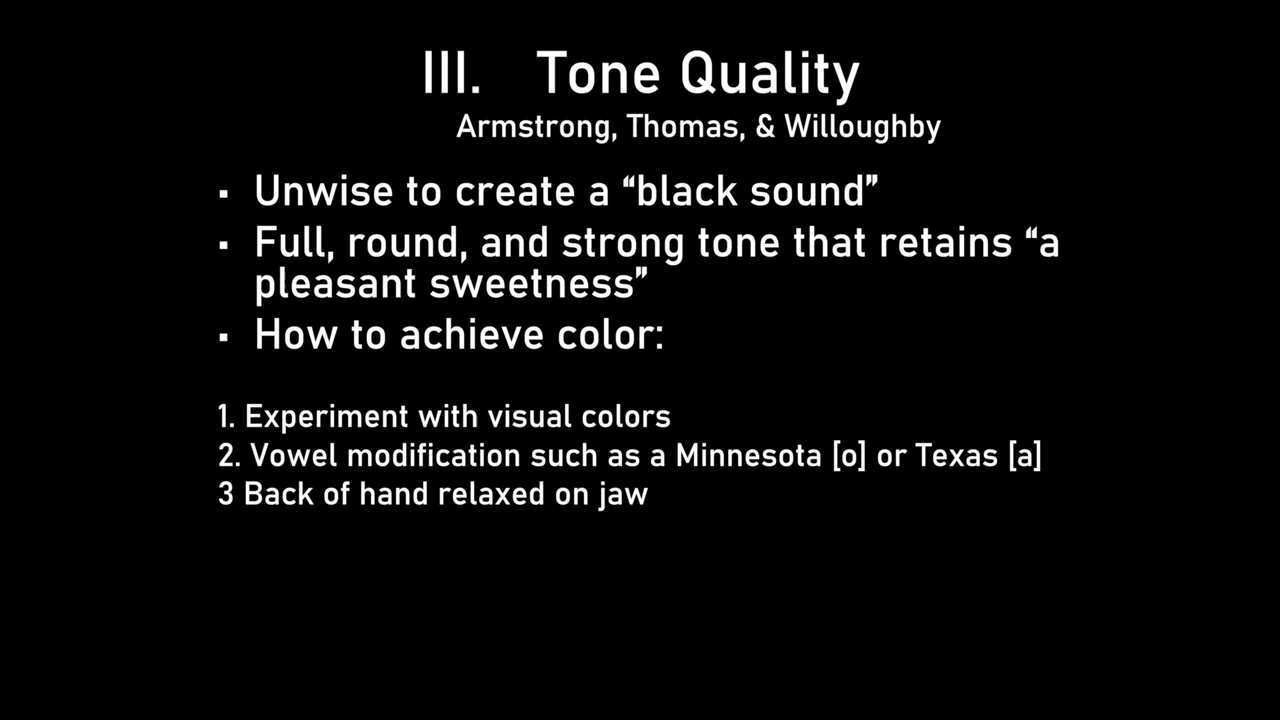 III. Tone Quality
Armstrong, Thomas, & Willoughby
▪ Unwise to create a “black sound”
▪ Full, round, and strong tone that retains “a
pleasant sweetness”
▪ How to achieve color:
1. Experiment with visual colors
2. Vowel modification such as a Minnesota [o] or Texas [a]
3 Back of hand relaxed on jaw